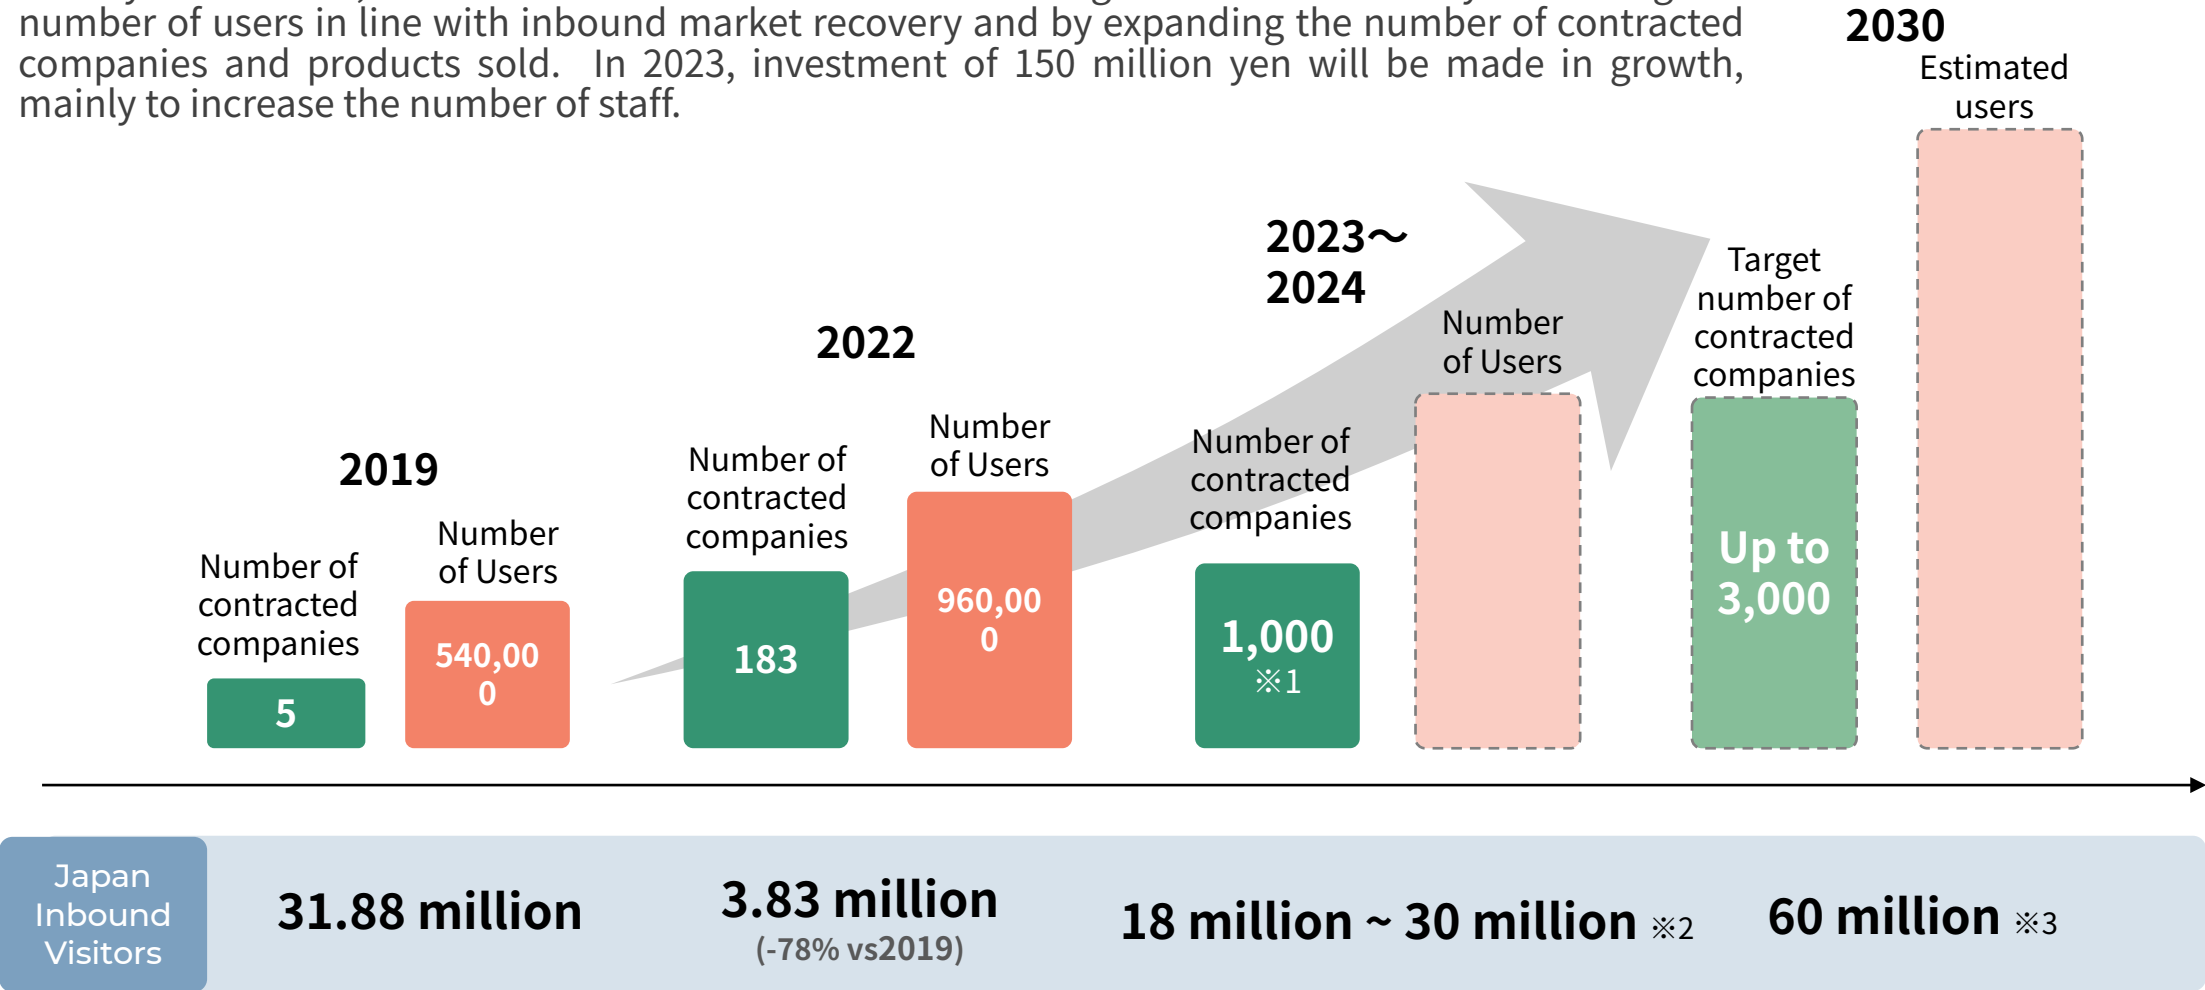 number of users in line with inbound market recovery and by expanding the number of contracted
companies and products sold. In 2023, investment of 150 million yen will be made in growth,
mainly to increase the number of staff.
2019
Number of
contracted
companies
5
Number
of Users
540,00
0
2022
Number of
contracted
companies
183
Number
of Users
960,00
0
2023～
2024
Number of
contracted
companies
1,000
※1
Number
of Users
2030
Target
number of
contracted
companies
Up to
3,000
Estimated
users
Japan
Inbound
Visitors
31.88 million
3.83 million
(-78% vs2019)
18 million ~ 30 million ※2
60 million ※3